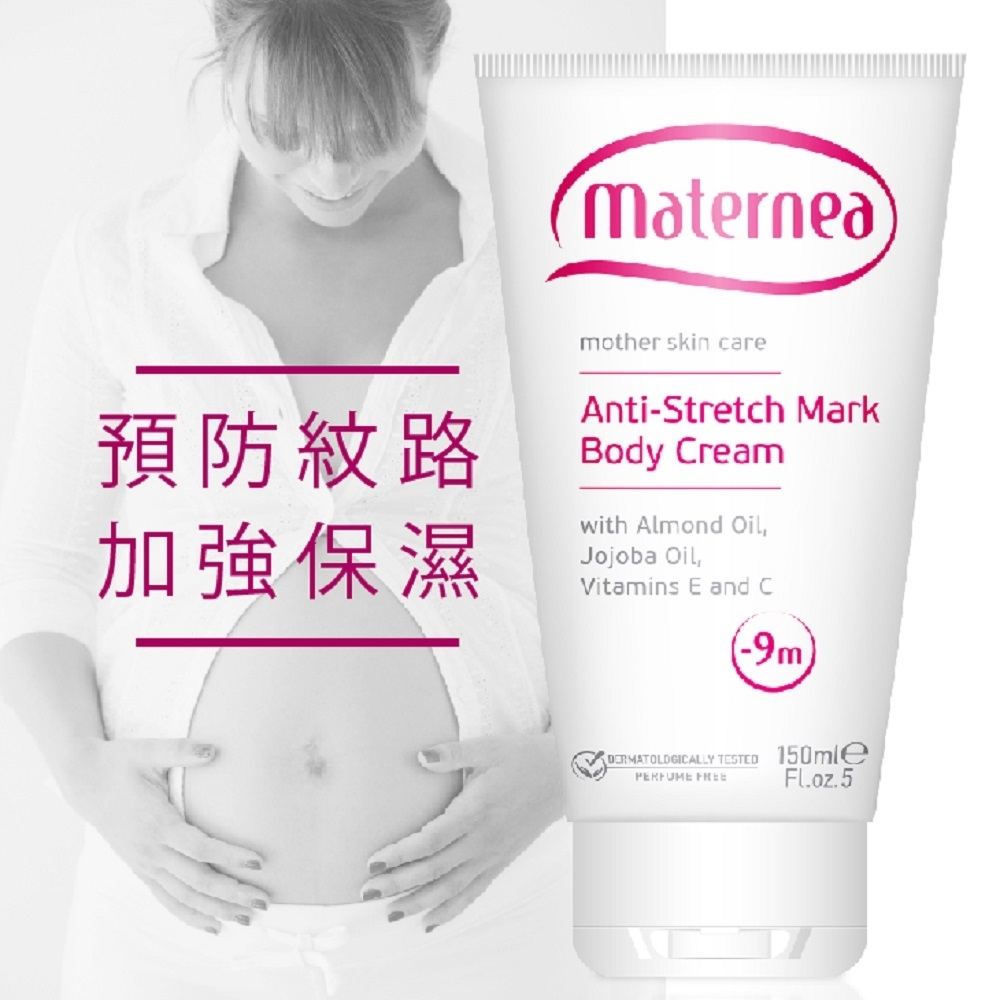 預防紋路
加強保濕
maternea
mother skin care
Anti-Stretch Mark
Body Cream
with Almond Oil,
Jojoba Oil,
Vitamins E and C
-9m
DERMATOLOGICALLY TESTED
PERFUME FREE
150ml℮
Fl.oz.5